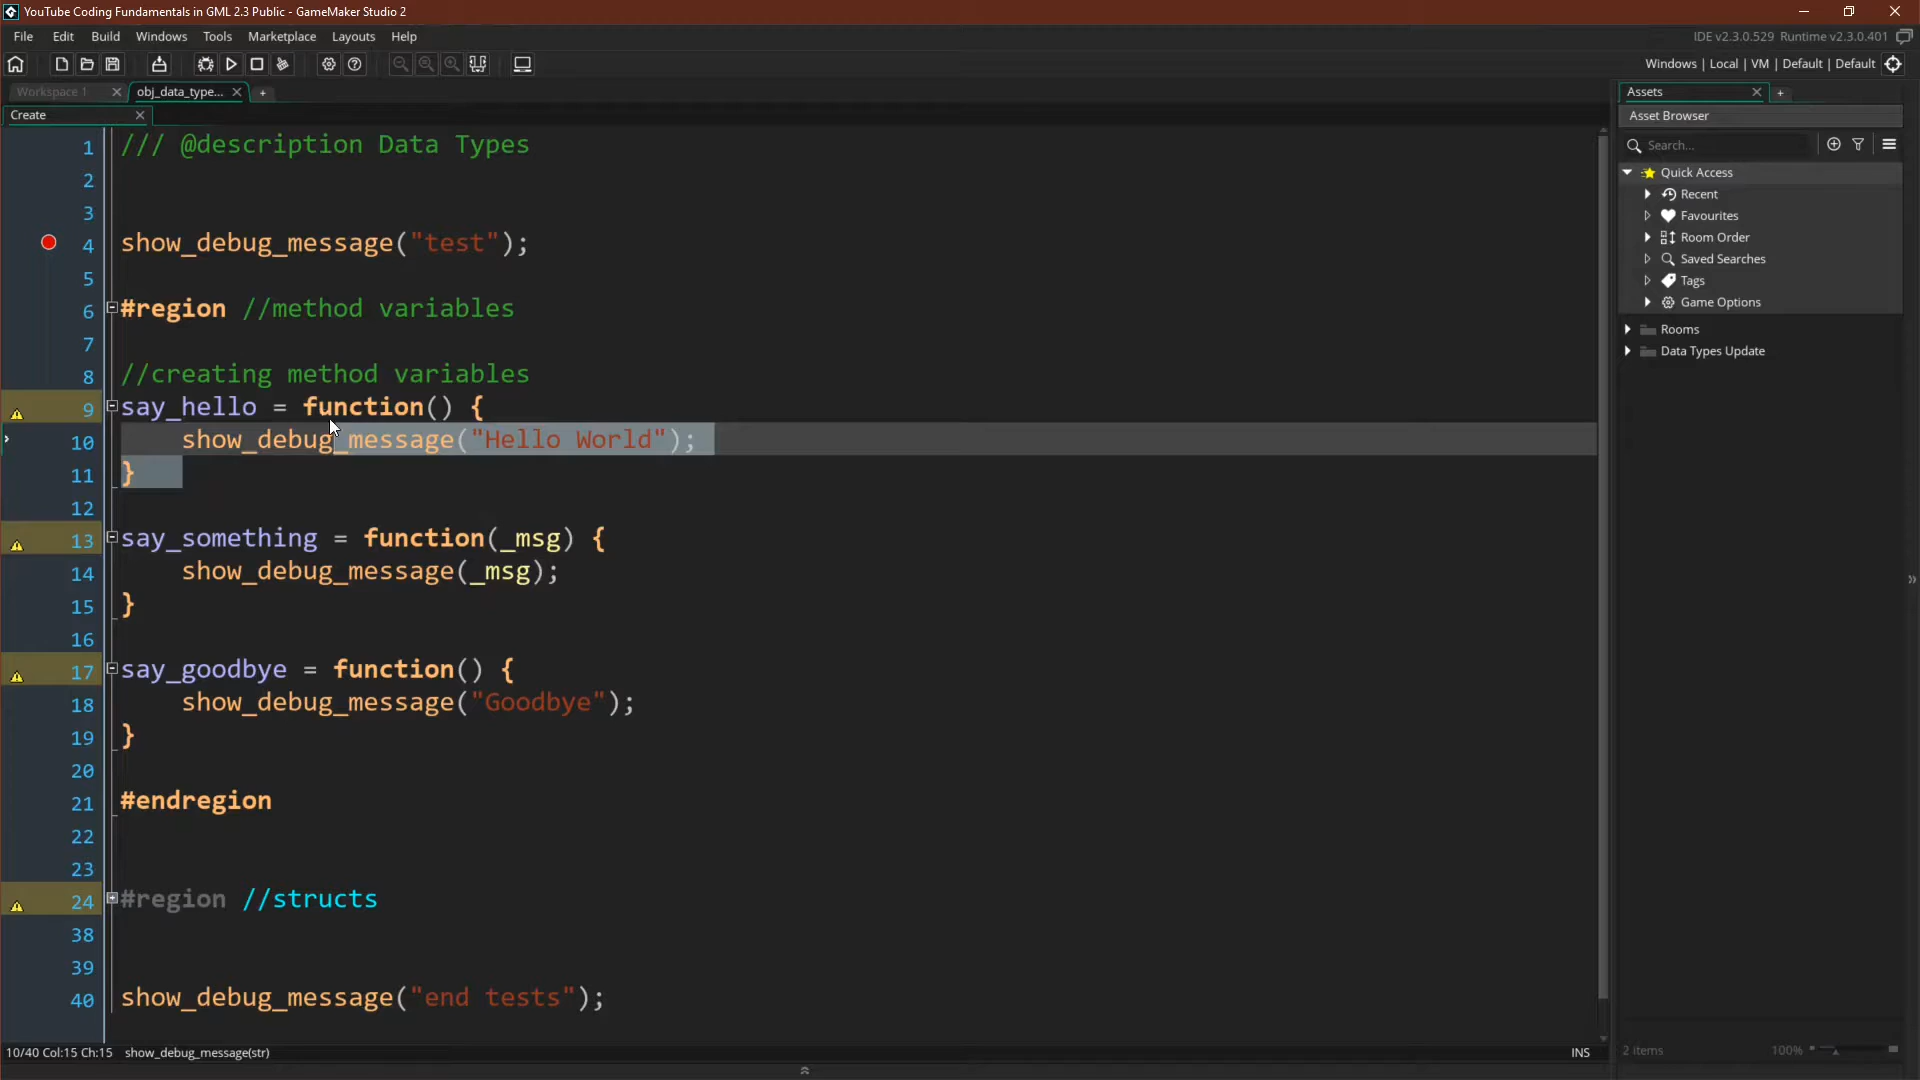 YouTube Coding Fundamentals in GML 2.3 Public - GameMaker Studio 2
File Edit Build Windows Tools Marketplace Layouts Help
IDE v2.3.0.529 Runtime v2.3.0.401
Windows | Local | VM | Default | Default
Workspace 1
obj_data_type...
Create
1 /// @description Data Types
2
3
4 show_debug_message("test");
5
6 #region //method variables
7
8 //creating method variables
9 say_hello = function() {
10 show_debug_message("Hello World");
11 }
12
13 say_something = function(_msg) {
14 show_debug_message(_msg);
15 }
16
17 say_goodbye = function() {
18 show_debug_message("Goodbye");
19 }
20
21 #endregion
22
23
24 #region //structs
38
39
40 show_debug_message("end tests");
10/40 Col:15 Ch:15 show_debug_message(str)
INS
Assets
Asset Browser
Search...
Quick Access
Recent
Favourites
Room Order
Saved Searches
Tags
Game Options
Rooms
Data Types Update
2 items
100%